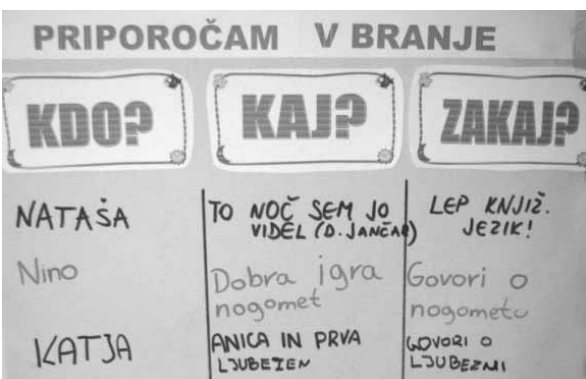 PRIPOROČAM V BRANJE
KDO? KAJ? ZAKAJ?
NATAŠA
TO NOČ SEM JO
VIDEL (D. JANČAR)
LEP KNJIŽ.
JEZIK!
Nino
Dobra igra
nogomet
Govori o
nogometu
KATJA
ANICA IN PRVA
LJUBEZEN
GOVORI O
LJUBEZNI